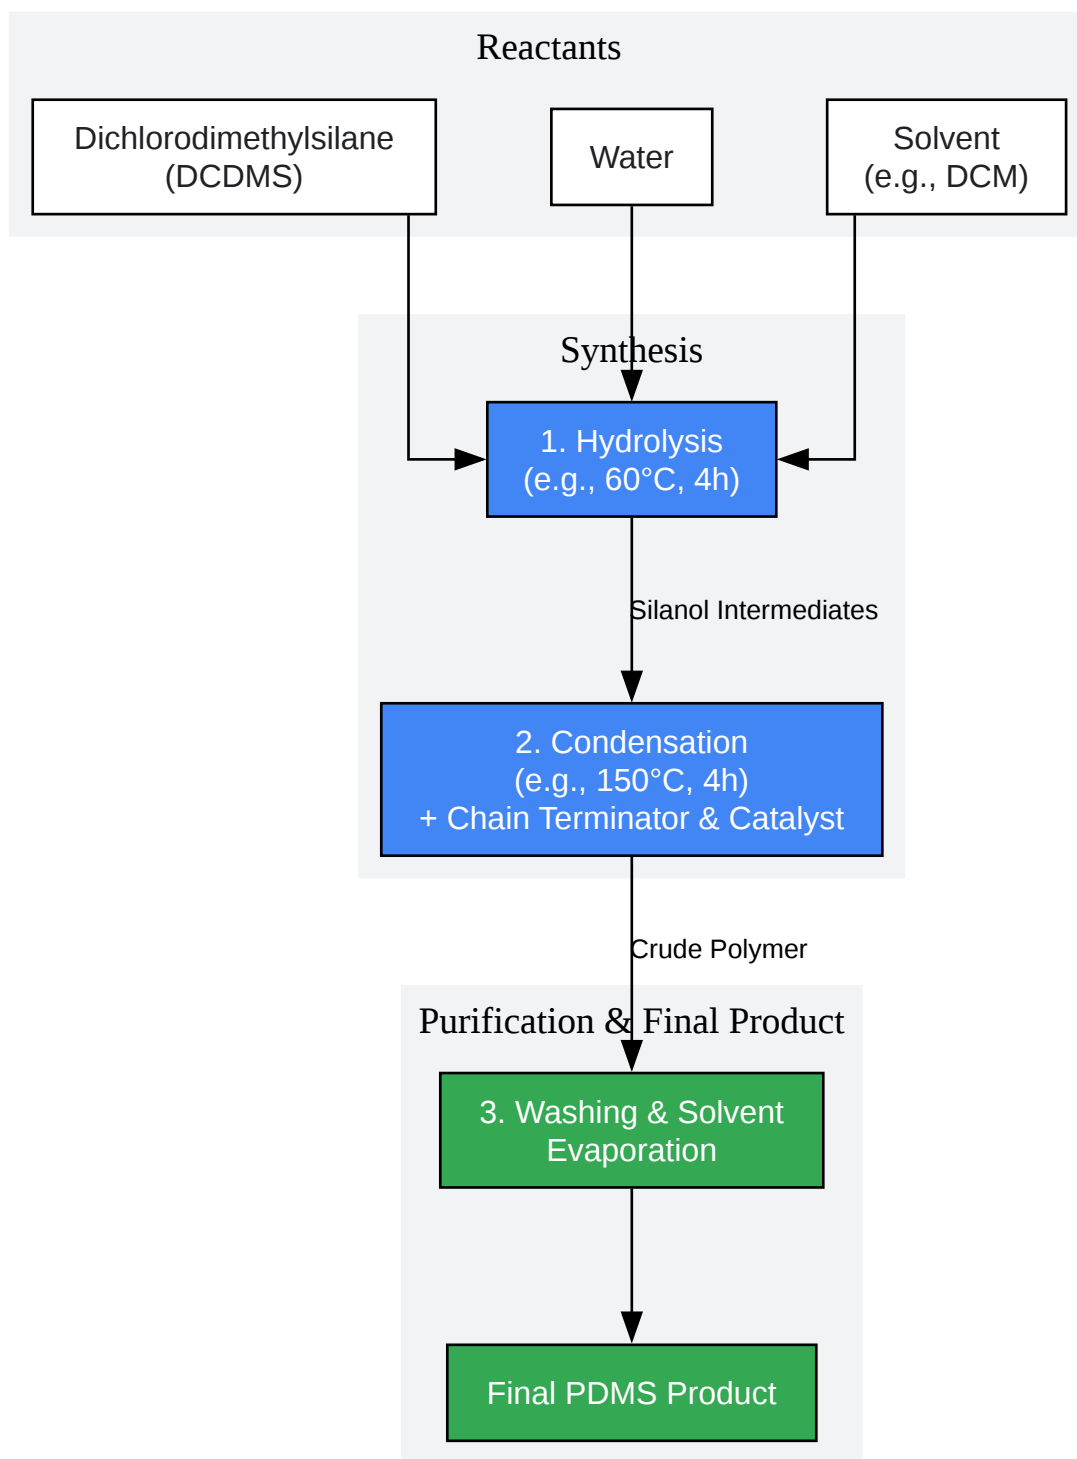 Reactants
Dichlorodimethylsilane
(DCDMS)
Water
Solvent
(e.g., DCM)
Synthesis
1. Hydrolysis
(e.g., 60°C, 4h)
Silanol Intermediates
2. Condensation
(e.g., 150°C, 4h)
+ Chain Terminator & Catalyst
Crude Polymer
Purification & Final Product
3. Washing & Solvent
Evaporation
Final PDMS Product